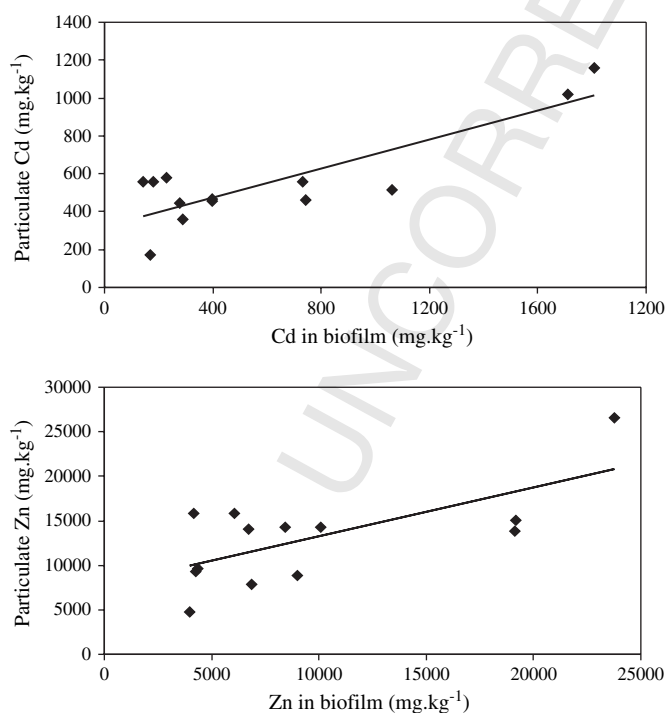 1400
1200
1000
800
600
400
200
0
Particulate Cd (mg.kg-1)
0 400 800 1200 1600 1200
Cd in biofilm (mg.kg-1)
UNCORRE
30000
25000
20000
15000
10000
5000
0
Particulate Zn (mg.kg-1)
0 5000 10000 15000 20000 25000
Zn in biofilm (mg.kg-1)